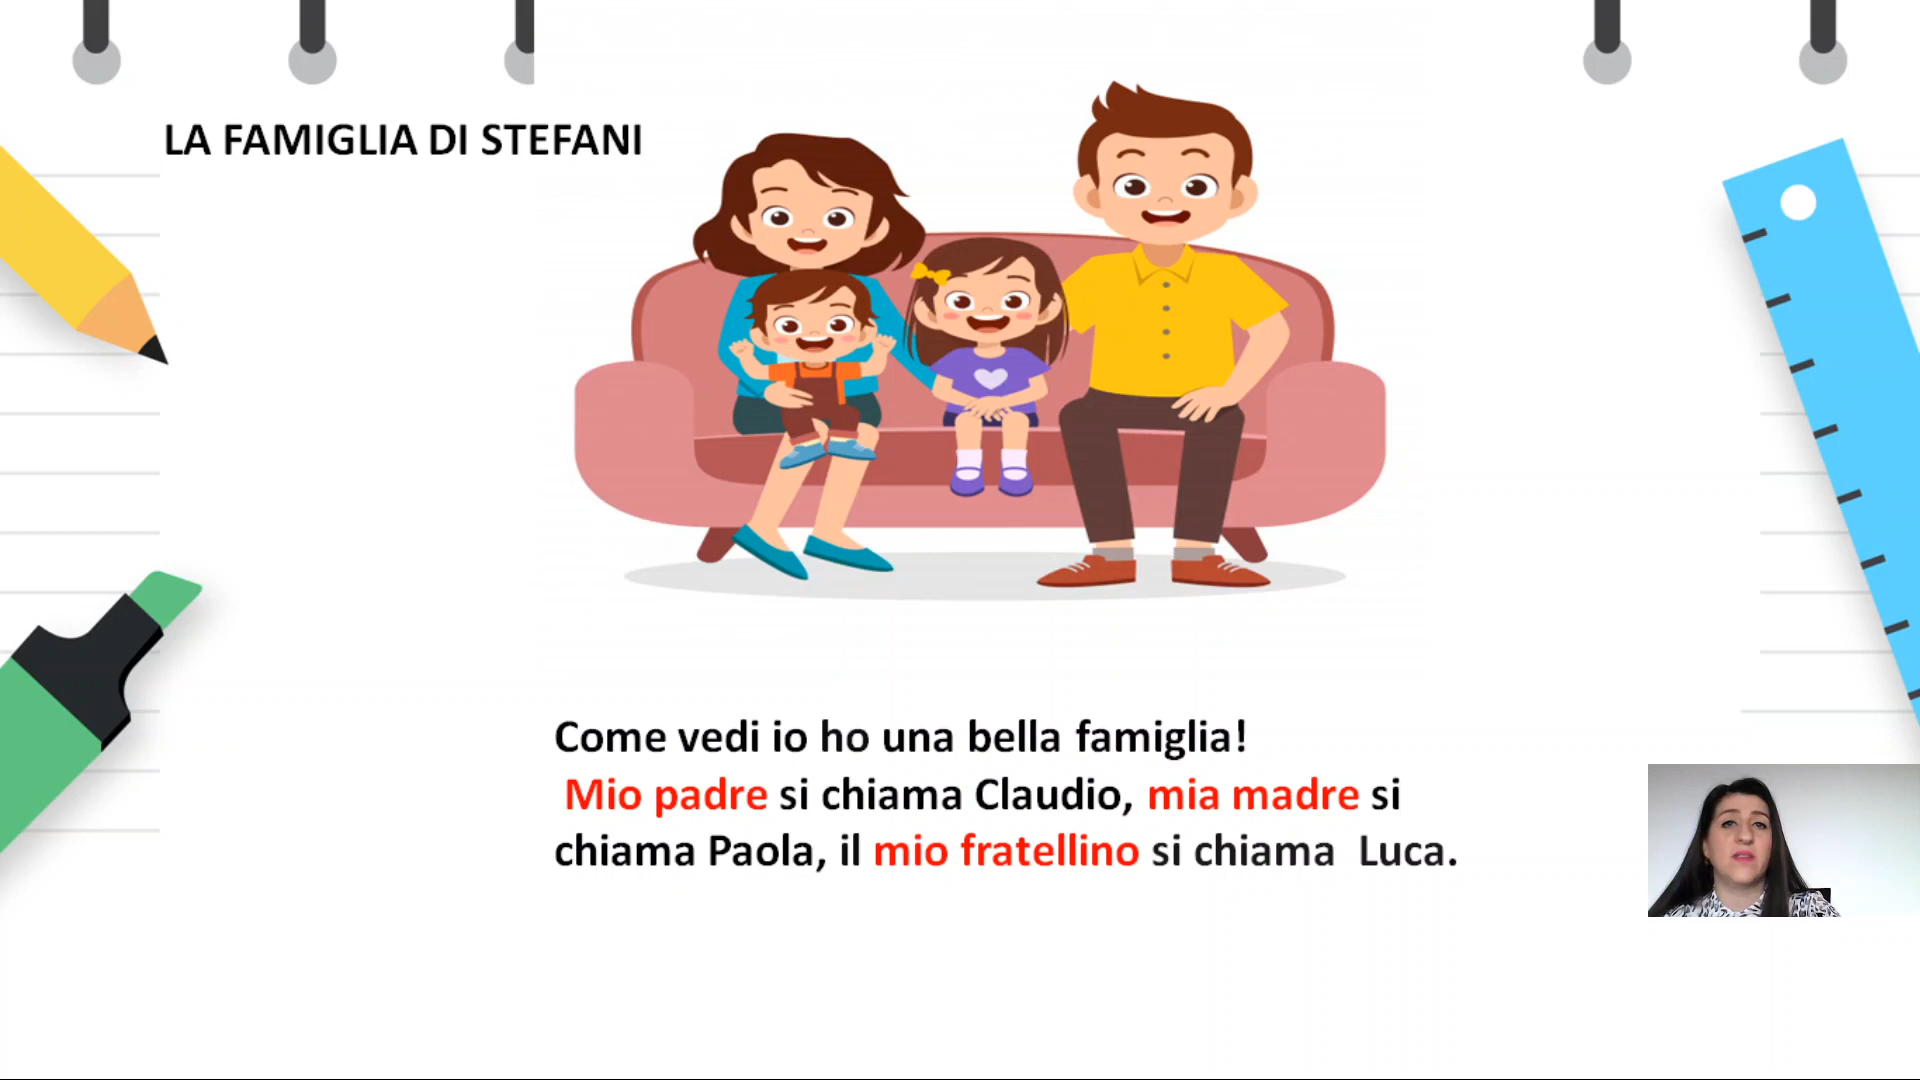 LA FAMIGLIA DI STEFANI
Come vedi io ho una bella famiglia!
Mio padre si chiama Claudio, mia madre si
chiama Paola, il mio fratellino si chiama Luca.